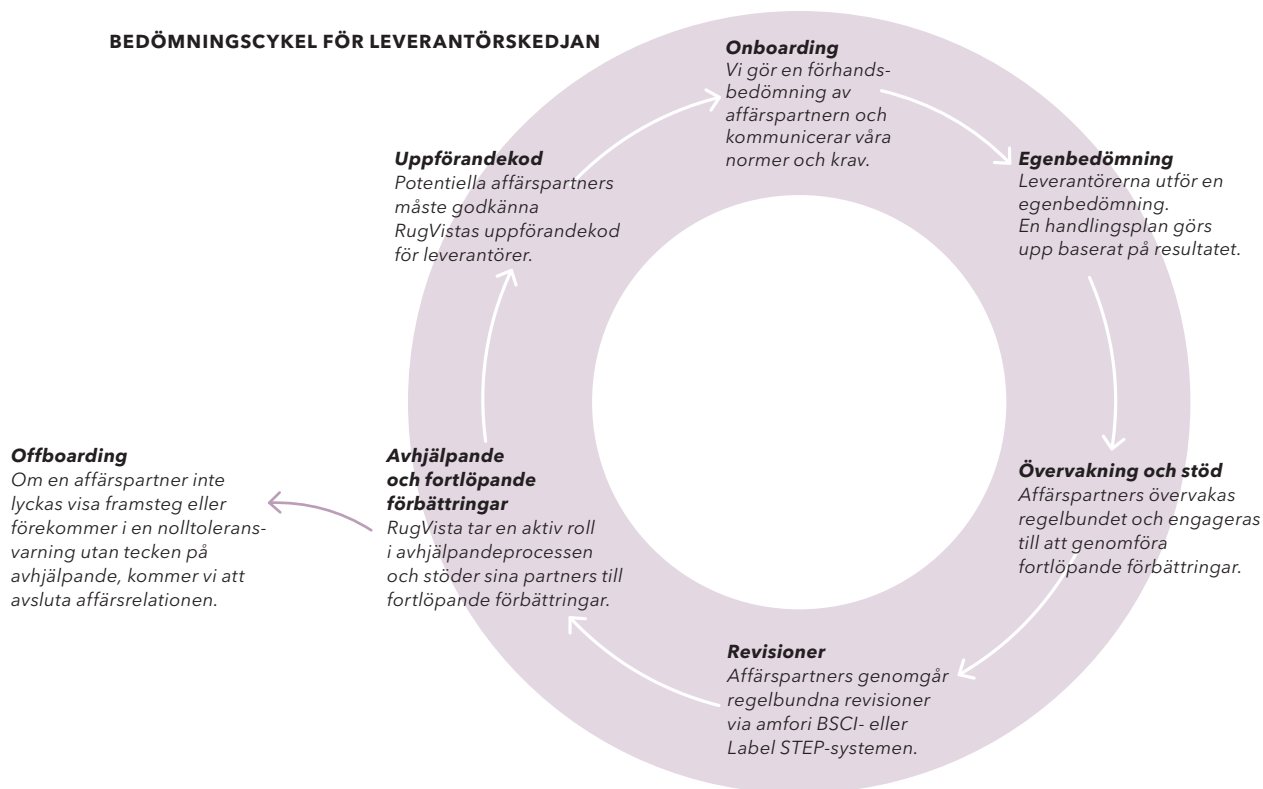 BEDÖMNINGSCYKEL FÖR LEVERANTÖRSKEDJAN
Onboarding
Vi gör en förhands-
bedömning av
affärspartnern och
kommunicerar våra
normer och krav.
Egenbedömning
Leverantörerna utför en
egenbedömning.
En handlingsplan görs
upp baserat på resultatet.
Övervakning och stöd
Affärspartners övervakas
regelbundet och engageras
till att genomföra
fortlöpande förbättringar.
Revisioner
Affärspartners genomgår
regelbundna revisioner
via amfori BSCI- eller
Label STEP-systemen.
Avhjälpande
och fortlöpande
förbättringar
RugVista tar en aktiv roll
i avhjälpandeprocessen
och stöder sina partners till
fortlöpande förbättringar.
Offboarding
Om en affärspartner inte
lyckas visa framsteg eller
förekommer i en nolltolerans-
varning utan tecken på
avhjälpande, kommer vi att
avsluta affärsrelationen.
Uppförandekod
Potentiella affärspartners
måste godkänna
RugVistas uppförandekod
för leverantörer.